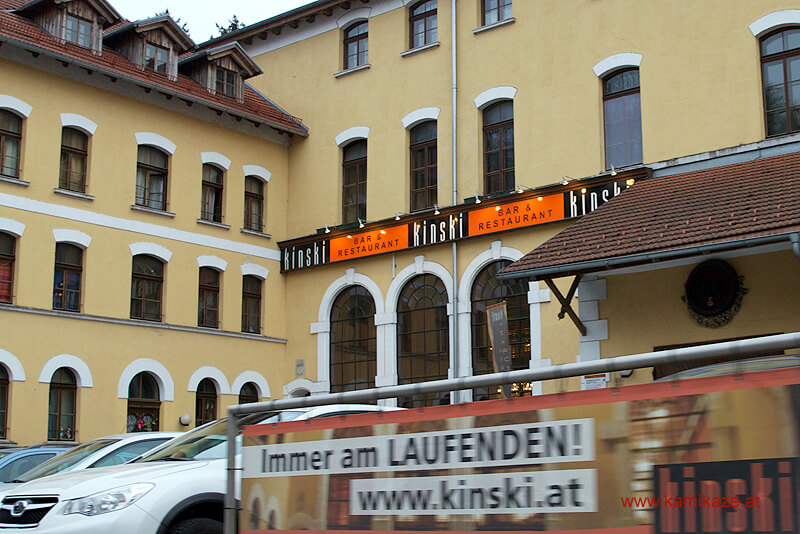 kinski BAR & RESTAURANT kinski BAR & RESTAURANT kinski
Immer am LAUFENDEN!
www.kinski.at
kinski
www.kamikaze.at